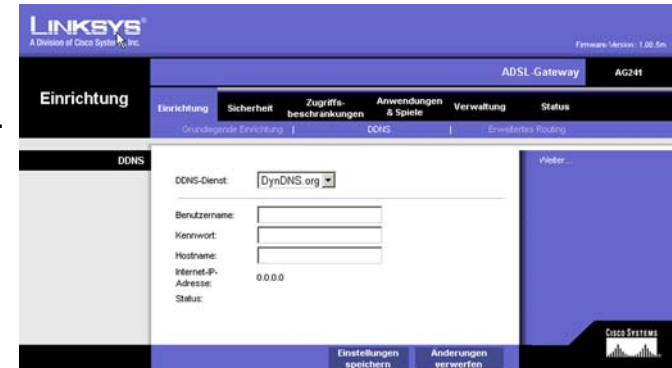 LINKSYS®
A Division of Cisco Systems, Inc.
Firmware-Version: 1.00.5m
ADSL-Gateway AG241
Einrichtung
Einrichtung Sicherheit Zugriffs-beschränkungen Anwendungen & Spiele Verwaltung Status
Grundlegende Einrichtung | DDNS | Erweitertes Routing
DDNS
Weiter...
DDNS-Dienst: DynDNS.org
Benutzername:
Kennwort:
Hostname:
Internet-IP-
Adresse: 0.0.0.0
Status:
Einstellungen speichern
Änderungen verwerfen
CISCO SYSTEMS